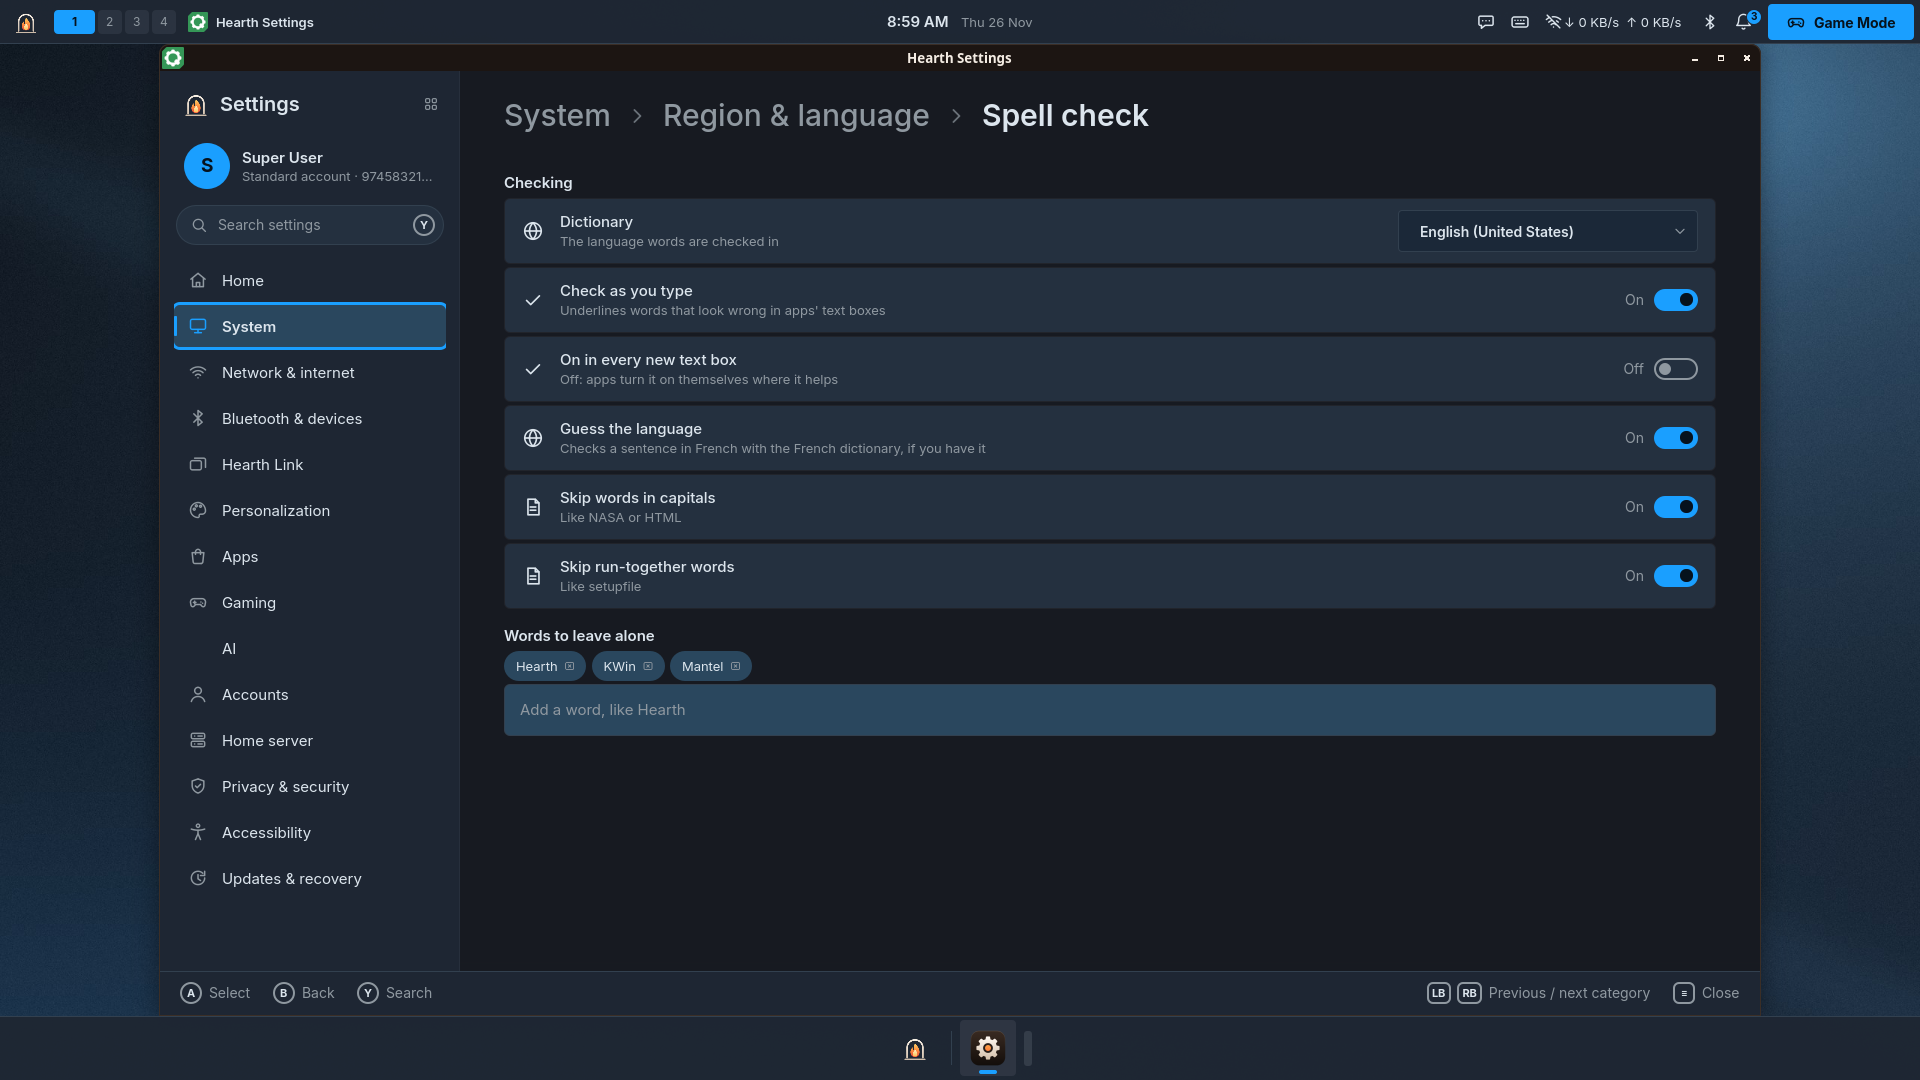 1 2 3 4 Hearth Settings
8:59 AM Thu 26 Nov
↓ 0 KB/s ↑ 0 KB/s
3
Game Mode
Hearth Settings
Settings
S
Super User
Standard account · 97458321...
Search settings
Y
Home
System
Network & internet
Bluetooth & devices
Hearth Link
Personalization
Apps
Gaming
AI
Accounts
Home server
Privacy & security
Accessibility
Updates & recovery
System > Region & language > Spell check
Checking
Dictionary
The language words are checked in
English (United States)
Check as you type
Underlines words that look wrong in apps' text boxes
On
On in every new text box
Off: apps turn it on themselves where it helps
Off
Guess the language
Checks a sentence in French with the French dictionary, if you have it
On
Skip words in capitals
Like NASA or HTML
On
Skip run-together words
Like setupfile
On
Words to leave alone
Hearth KWin Mantel
Add a word, like Hearth
A Select B Back Y Search
LB RB Previous / next category Close